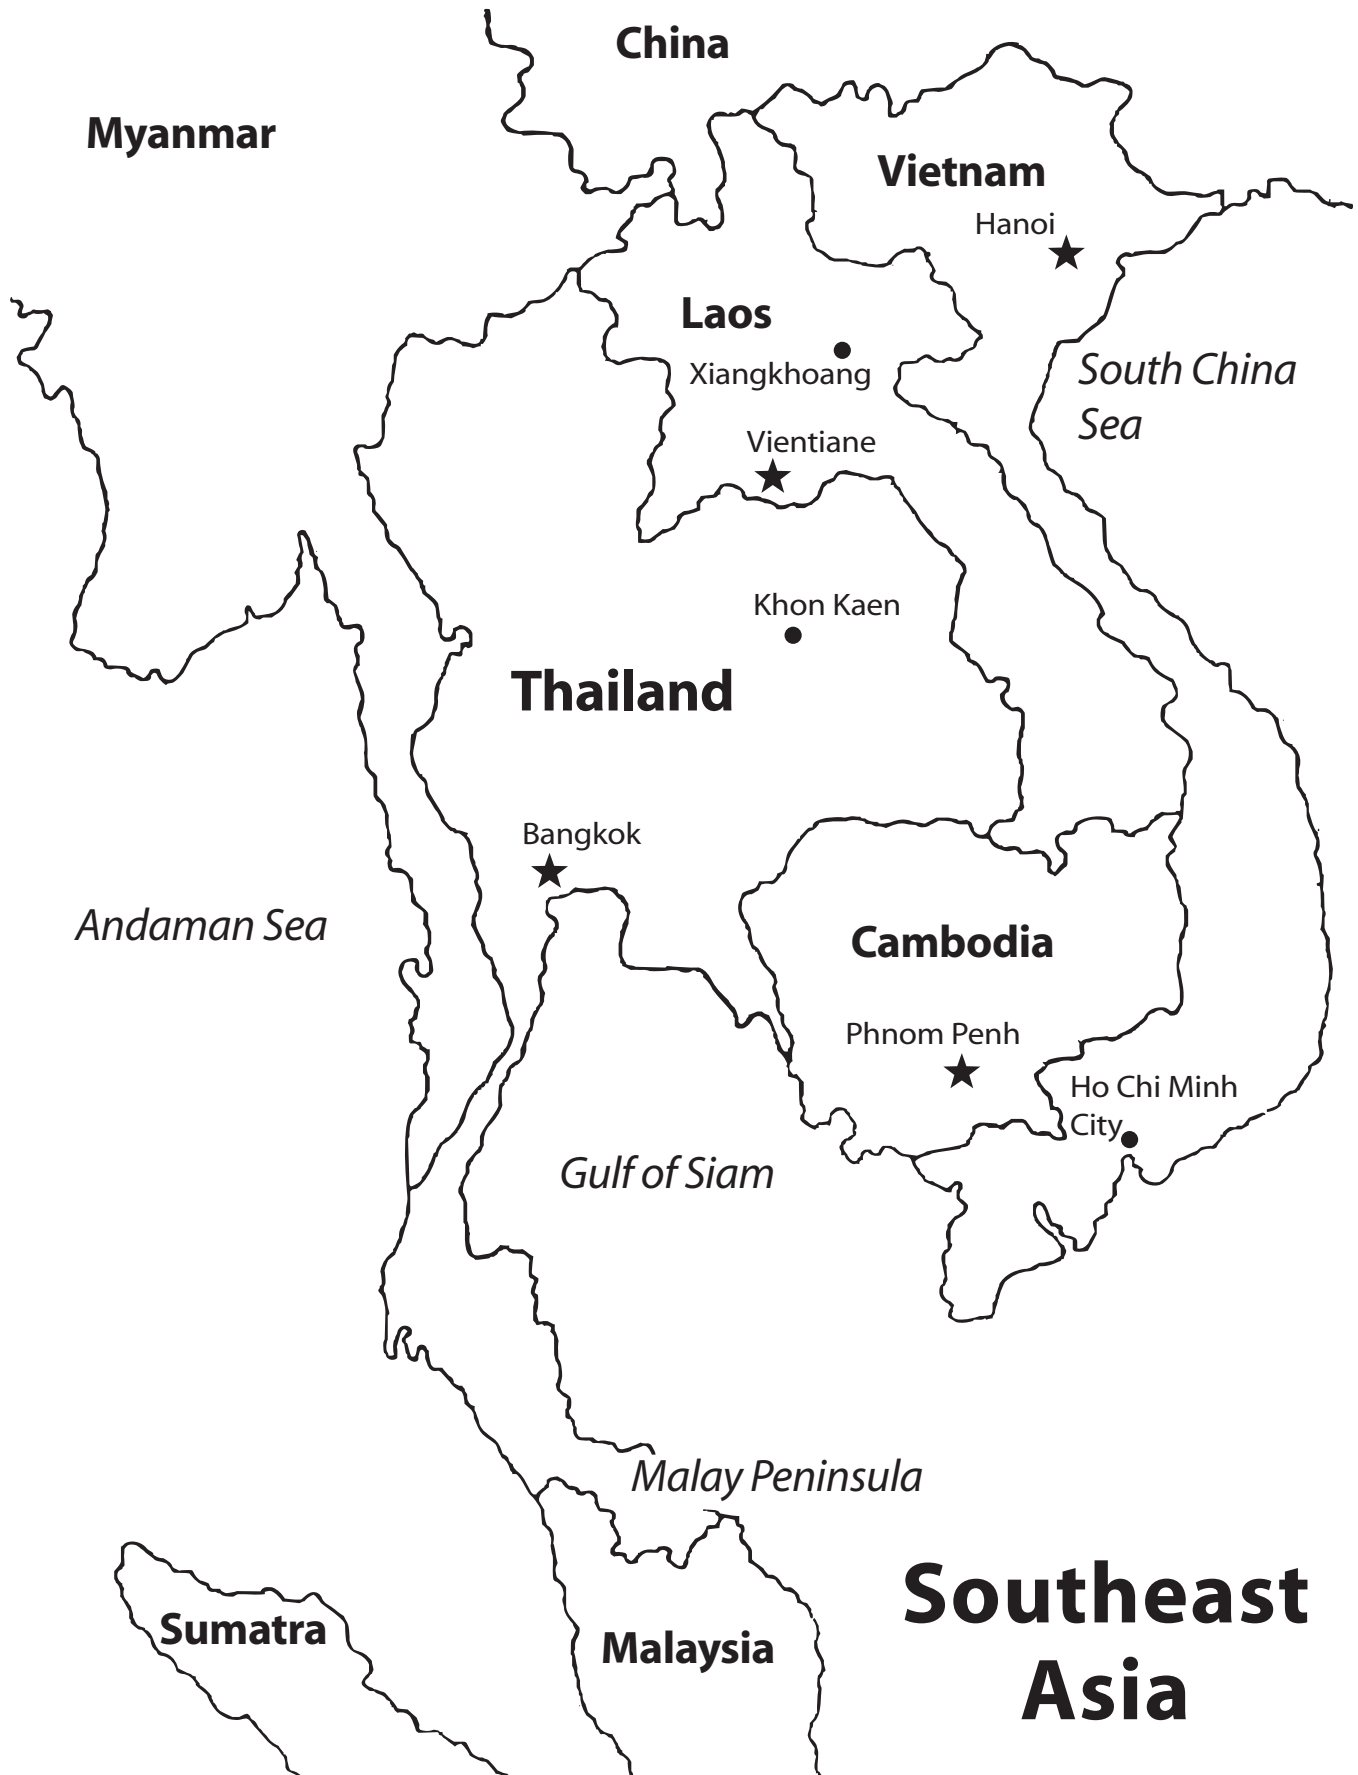 China
Myanmar
Vietnam
Hanoi
Laos
Xiangkhoang
South China
Sea
Vientiane
Khon Kaen
Thailand
Bangkok
Andaman Sea
Cambodia
Phnom Penh
Ho Chi Minh
City
Gulf of Siam
Malay Peninsula
Southeast
Asia
Sumatra
Malaysia